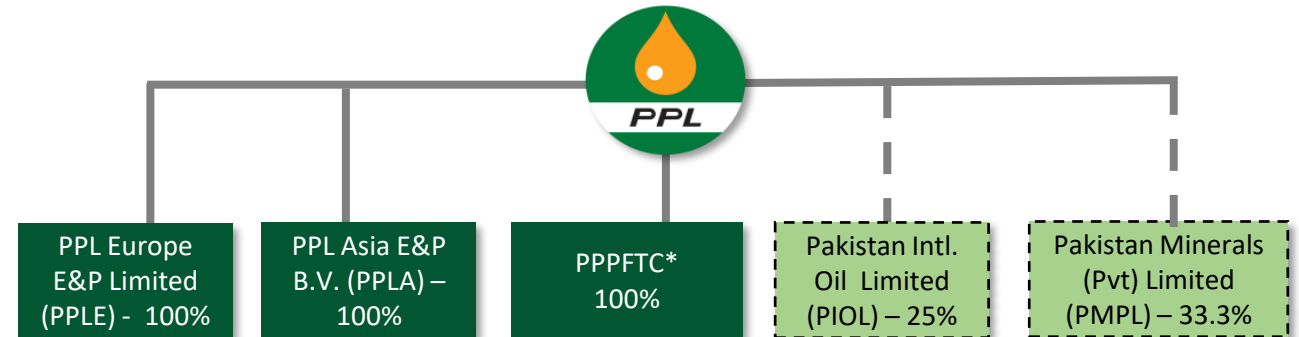 PPL
PPL Europe
E&P Limited
(PPLE) - 100%
PPL Asia E&P
B.V. (PPLA) –
100%
PPPFTC*
100%
Pakistan Intl.
Oil Limited
(PIOL) – 25%
Pakistan Minerals
(Pvt) Limited
(PMPL) – 33.3%